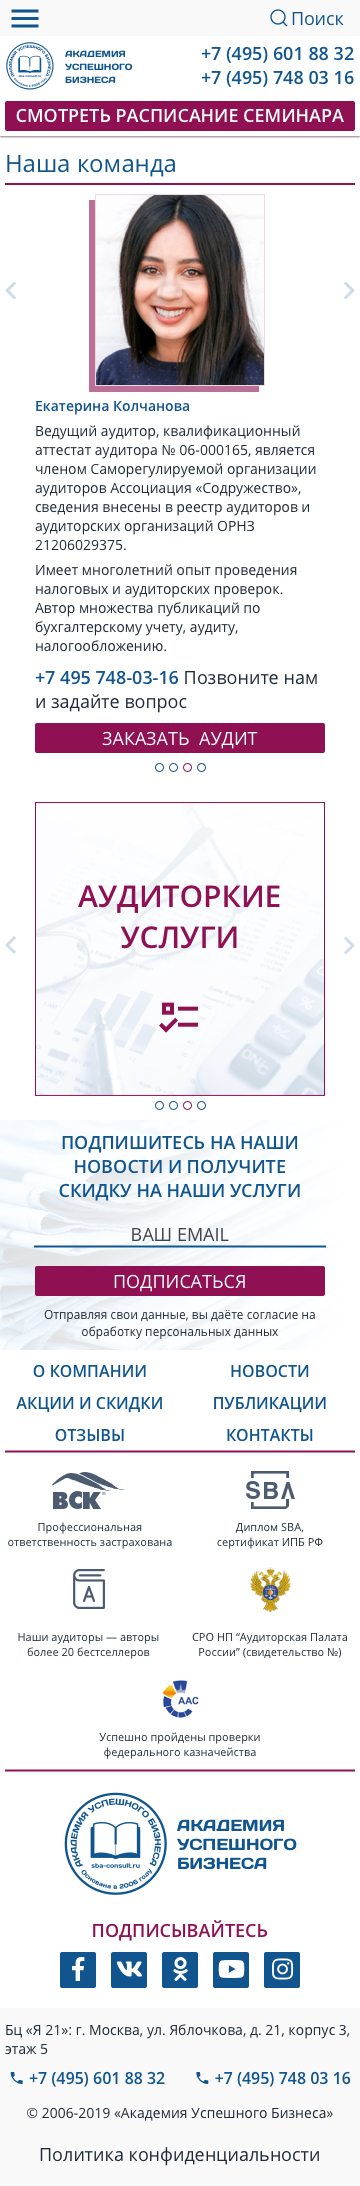 Поиск
АКАДЕМИЯ
УСПЕШНОГО
БИЗНЕСА
+7 (495) 601 88 32
+7 (495) 748 03 16
СМОТРЕТЬ РАСПИСАНИЕ СЕМИНАРА
Наша команда
Екатерина Колчанова
Ведущий аудитор, квалификационный
аттестат аудитора № 06-000165, является
членом Саморегулируемой организации
аудиторов Ассоциация «Содружество»,
сведения внесены в реестр аудиторов и
аудиторских организаций ОРНЗ
21206029375.
Имеет многолетний опыт проведения
налоговых и аудиторских проверок.
Автор множества публикаций по
бухгалтерскому учету, аудиту,
налогообложению.
+7 495 748-03-16 Позвоните нам
и задайте вопрос
ЗАКАЗАТЬ АУДИТ
АУДИТОРКИЕ
УСЛУГИ
ПОДПИШИТЕСЬ НА НАШИ
НОВОСТИ И ПОЛУЧИТЕ
СКИДКУ НА НАШИ УСЛУГИ
ВАШ EMAIL
ПОДПИСАТЬСЯ
Отправляя свои данные, вы даёте согласие на
обработку персональных данных
О КОМПАНИИ
НОВОСТИ
АКЦИИ И СКИДКИ
ПУБЛИКАЦИИ
ОТЗЫВЫ
КОНТАКТЫ
ВСК
Профессиональная
ответственность застрахована
SBA
Диплом SBA,
сертификат ИПБ РФ
A
Наши аудиторы — авторы
более 20 бестселлеров
СРО НП “Аудиторская Палата
России” (свидетельство №)
ААС
Успешно пройдены проверки
федерального казначейства
АКАДЕМИЯ УСПЕШНОГО БИЗНЕСА
sba-consult.ru
Основана в 2006 году
АКАДЕМИЯ
УСПЕШНОГО
БИЗНЕСА
ПОДПИСЫВАЙТЕСЬ
Бц «Я 21»: г. Москва, ул. Яблочкова, д. 21, корпус 3,
этаж 5
+7 (495) 601 88 32
+7 (495) 748 03 16
© 2006-2019 «Академия Успешного Бизнеса»
Политика конфиденциальности